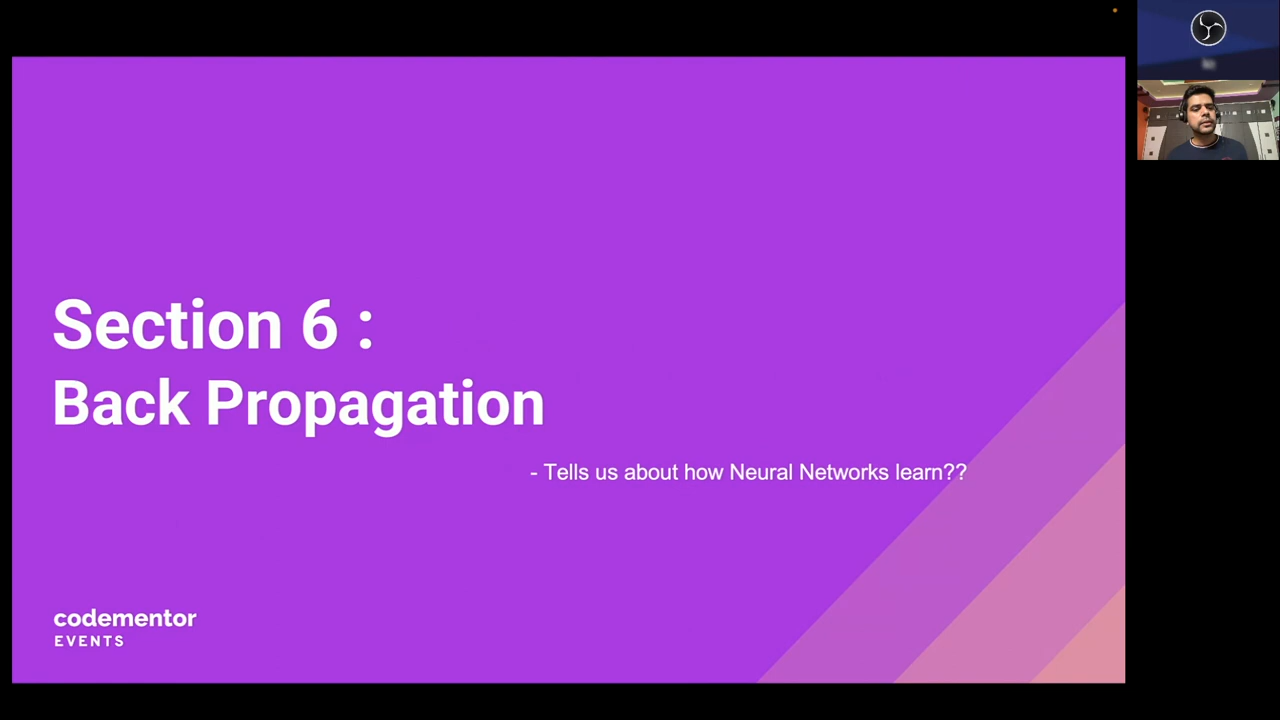 Section 6 :
Back Propagation
- Tells us about how Neural Networks learn??
codementor
EVENTS